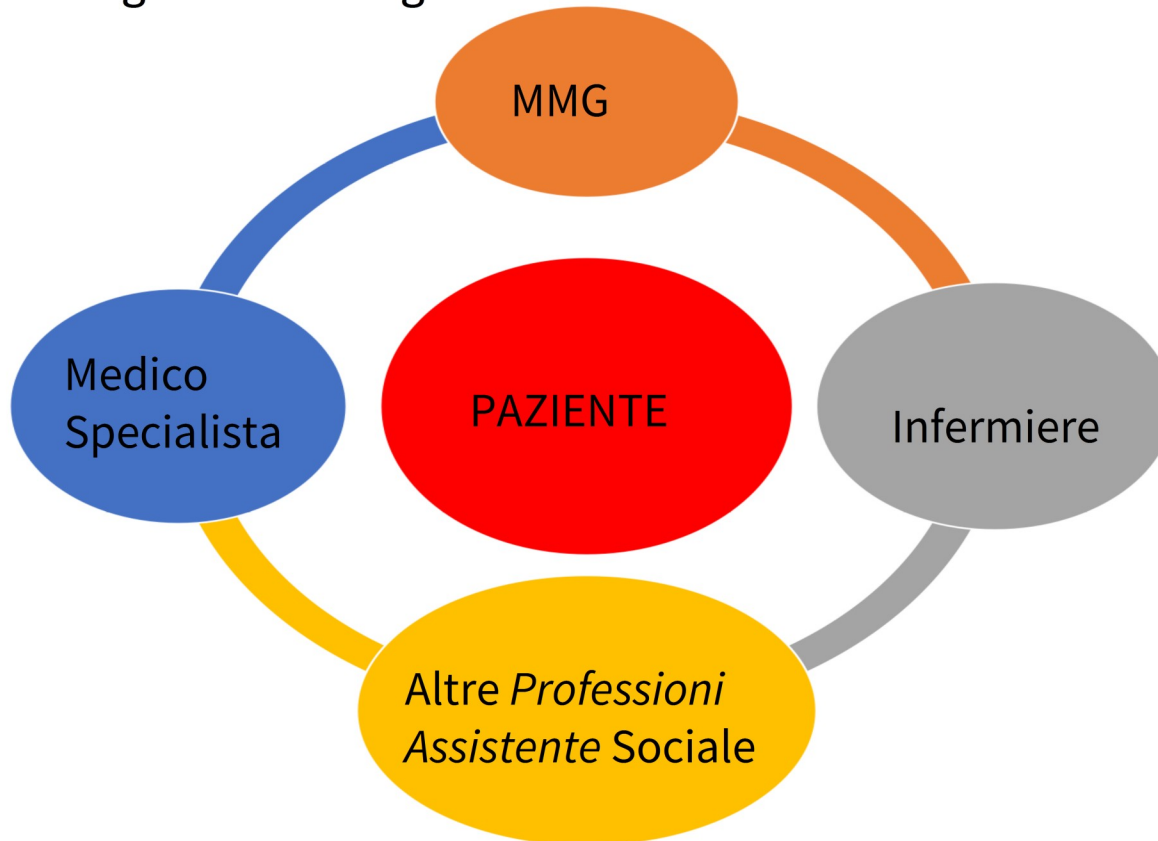 MMG
Medico
Specialista
PAZIENTE
Infermiere
Altre Professioni
Assistente Sociale